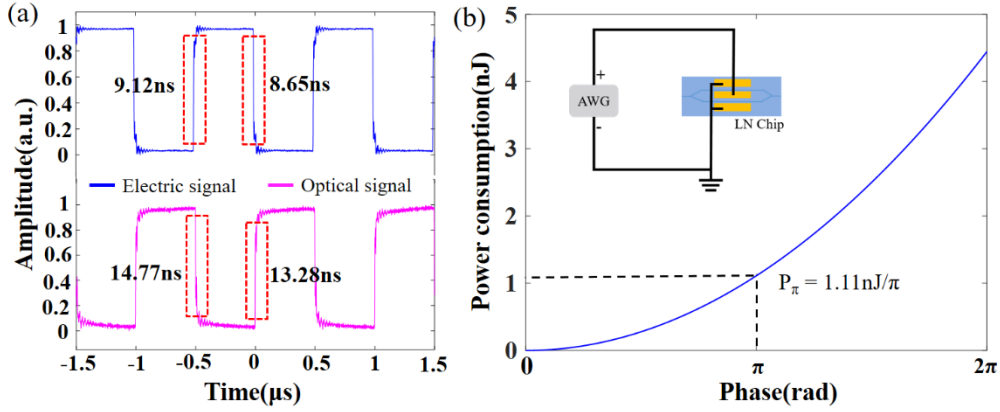 (a)
Amplitude(a.u.)
1
0.8
0.6
0.4
0.2
0
9.12ns
8.65ns
Electric signal
Optical signal
1
0.8
0.6
0.4
0.2
0
14.77ns
13.28ns
-1.5 -1 -0.5 0 0.5 1 1.5
Time(μs)
(b)
Power consumption(nJ)
5
4
3
2
1
0
+
AWG
-
LN Chip
Pπ = 1.11nJ/π
0 π 2π
Phase(rad)